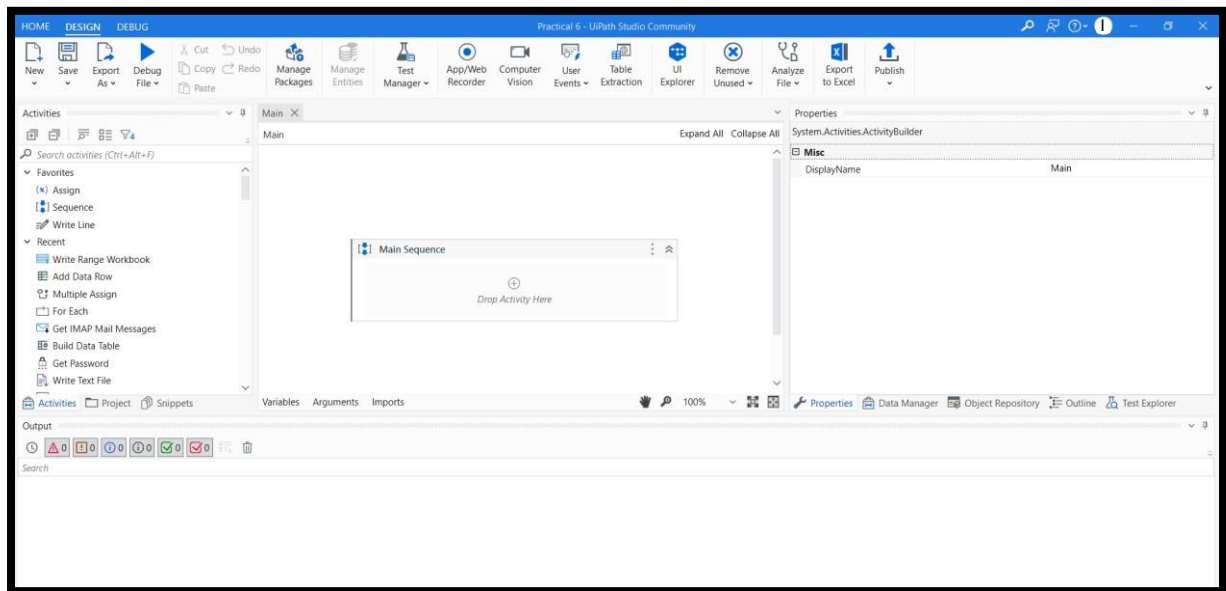 HOME DESIGN DEBUG
Practical 6 - UiPath Studio Community
New
Save
Export As
Debug File
Cut
Copy
Paste
Undo
Redo
Manage Packages
Manage Entities
Test Manager
App/Web Recorder
Computer Vision
User Events
Table Extraction
UI Explorer
Remove Unused
Analyze File
Export to Excel
Publish
Activities
Search activities (Ctrl+Alt+F)
Favorites
Assign
Sequence
Write Line
Recent
Write Range Workbook
Add Data Row
Multiple Assign
For Each
Get IMAP Mail Messages
Build Data Table
Get Password
Write Text File
Activities Project Snippets
Main
Main
Expand All Collapse All
Main Sequence
Drop Activity Here
Variables Arguments Imports
100%
Properties
System.Activities.ActivityBuilder
Misc
DisplayName Main
Properties Data Manager Object Repository Outline Test Explorer
Output
0 0 0 0 0 0
Search